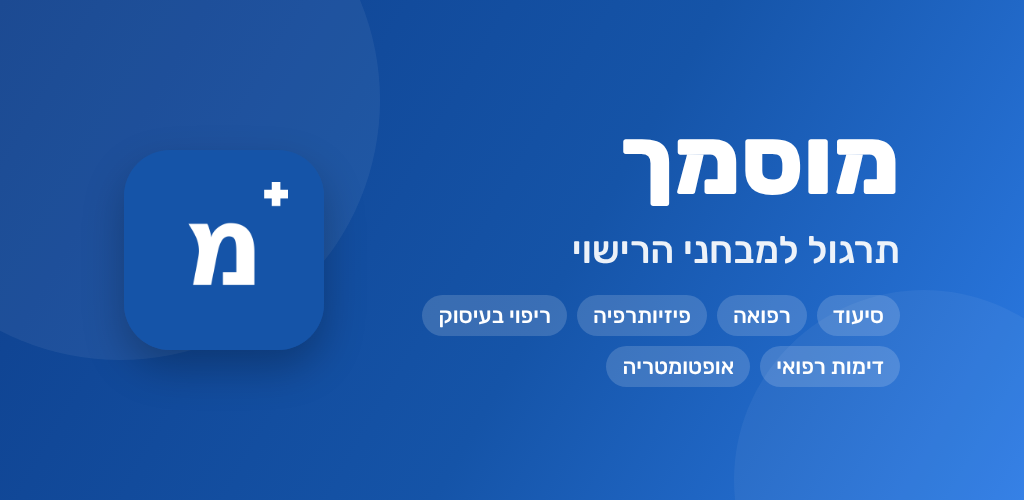 מוסמך
תרגול למבחני הרישוי
סיעוד רפואה פיזיותרפיה ריפוי בעיסוק
דימות רפואי אופטומטריה
מ+